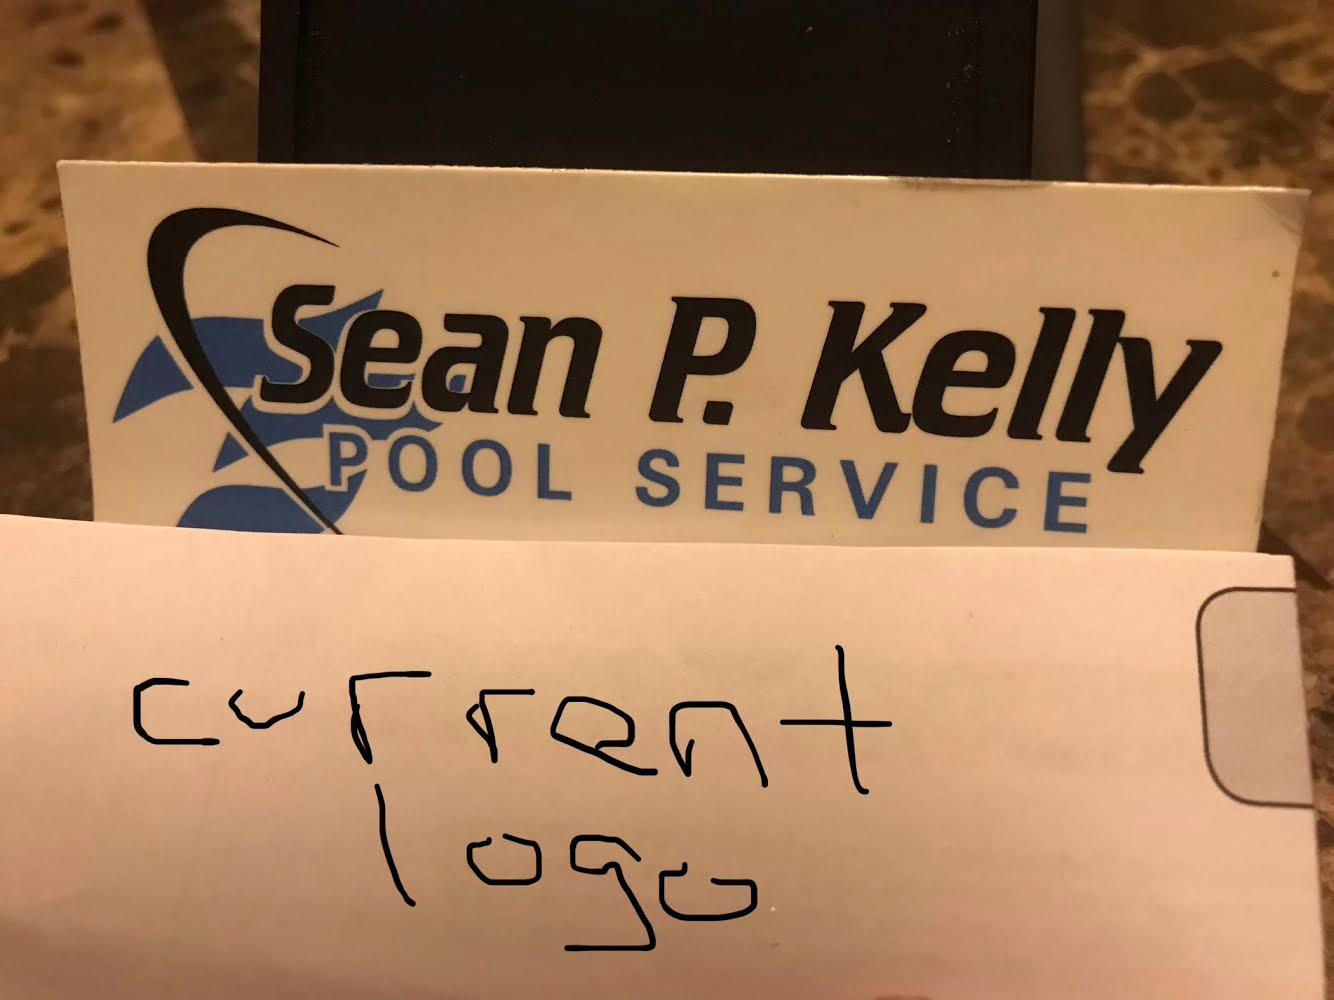 Sean P. Kelly
POOL SERVICE
current
logo